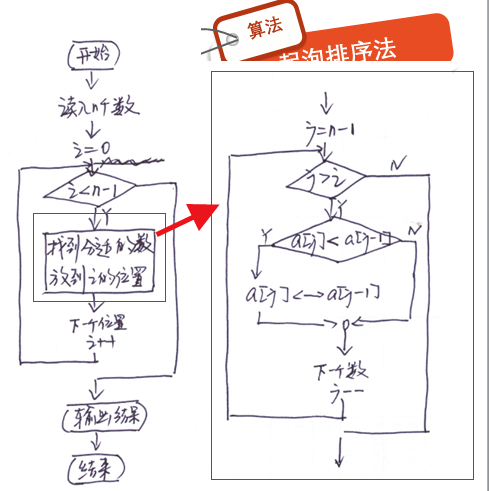 算法
起泡排序法
开始
读入n个数
i=0
i<n-1
Y
找到合适的数
放到i的位置
下一个位置
i++
输出结果
结束
j=n-1
j>i
N
Y
a[j]<a[j-1]
Y
N
a[j]<->a[j-1]
下一个数
j--